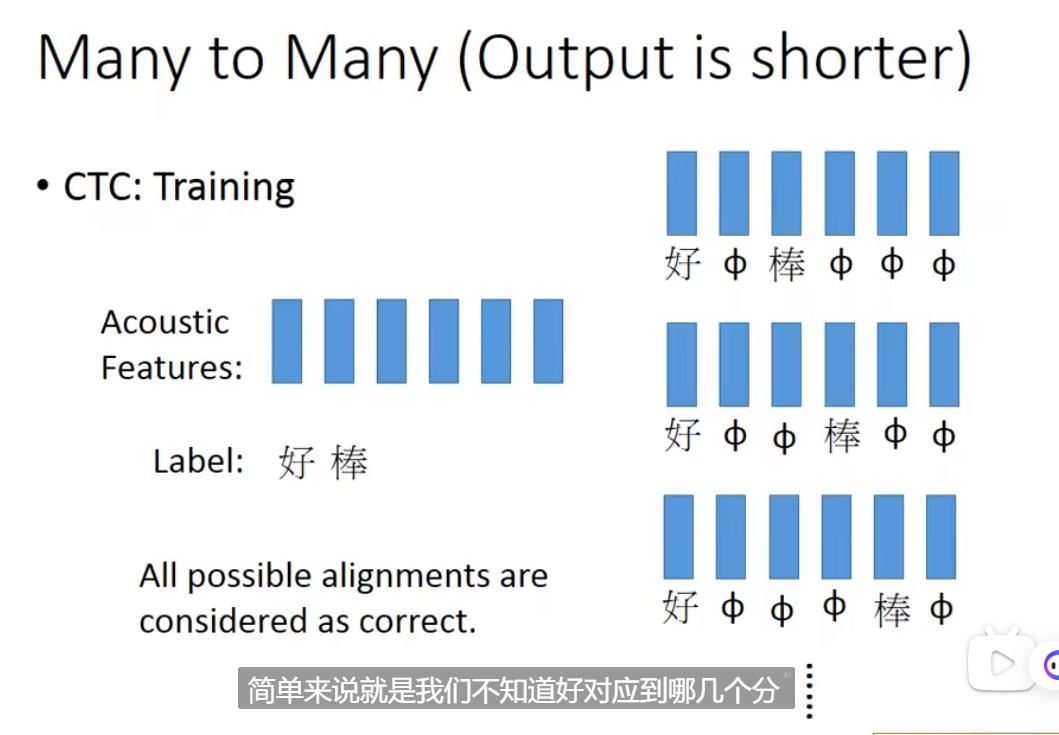 Many to Many (Output is shorter)
• CTC: Training
Acoustic
Features:
Label: 好 棒
All possible alignments are
considered as correct.
好 ф 棒 ф ф ф
好 ф ф 棒 ф ф
好 ф ф ф 棒 ф
简单来说就是我们不知道好对应到哪几个分
AI